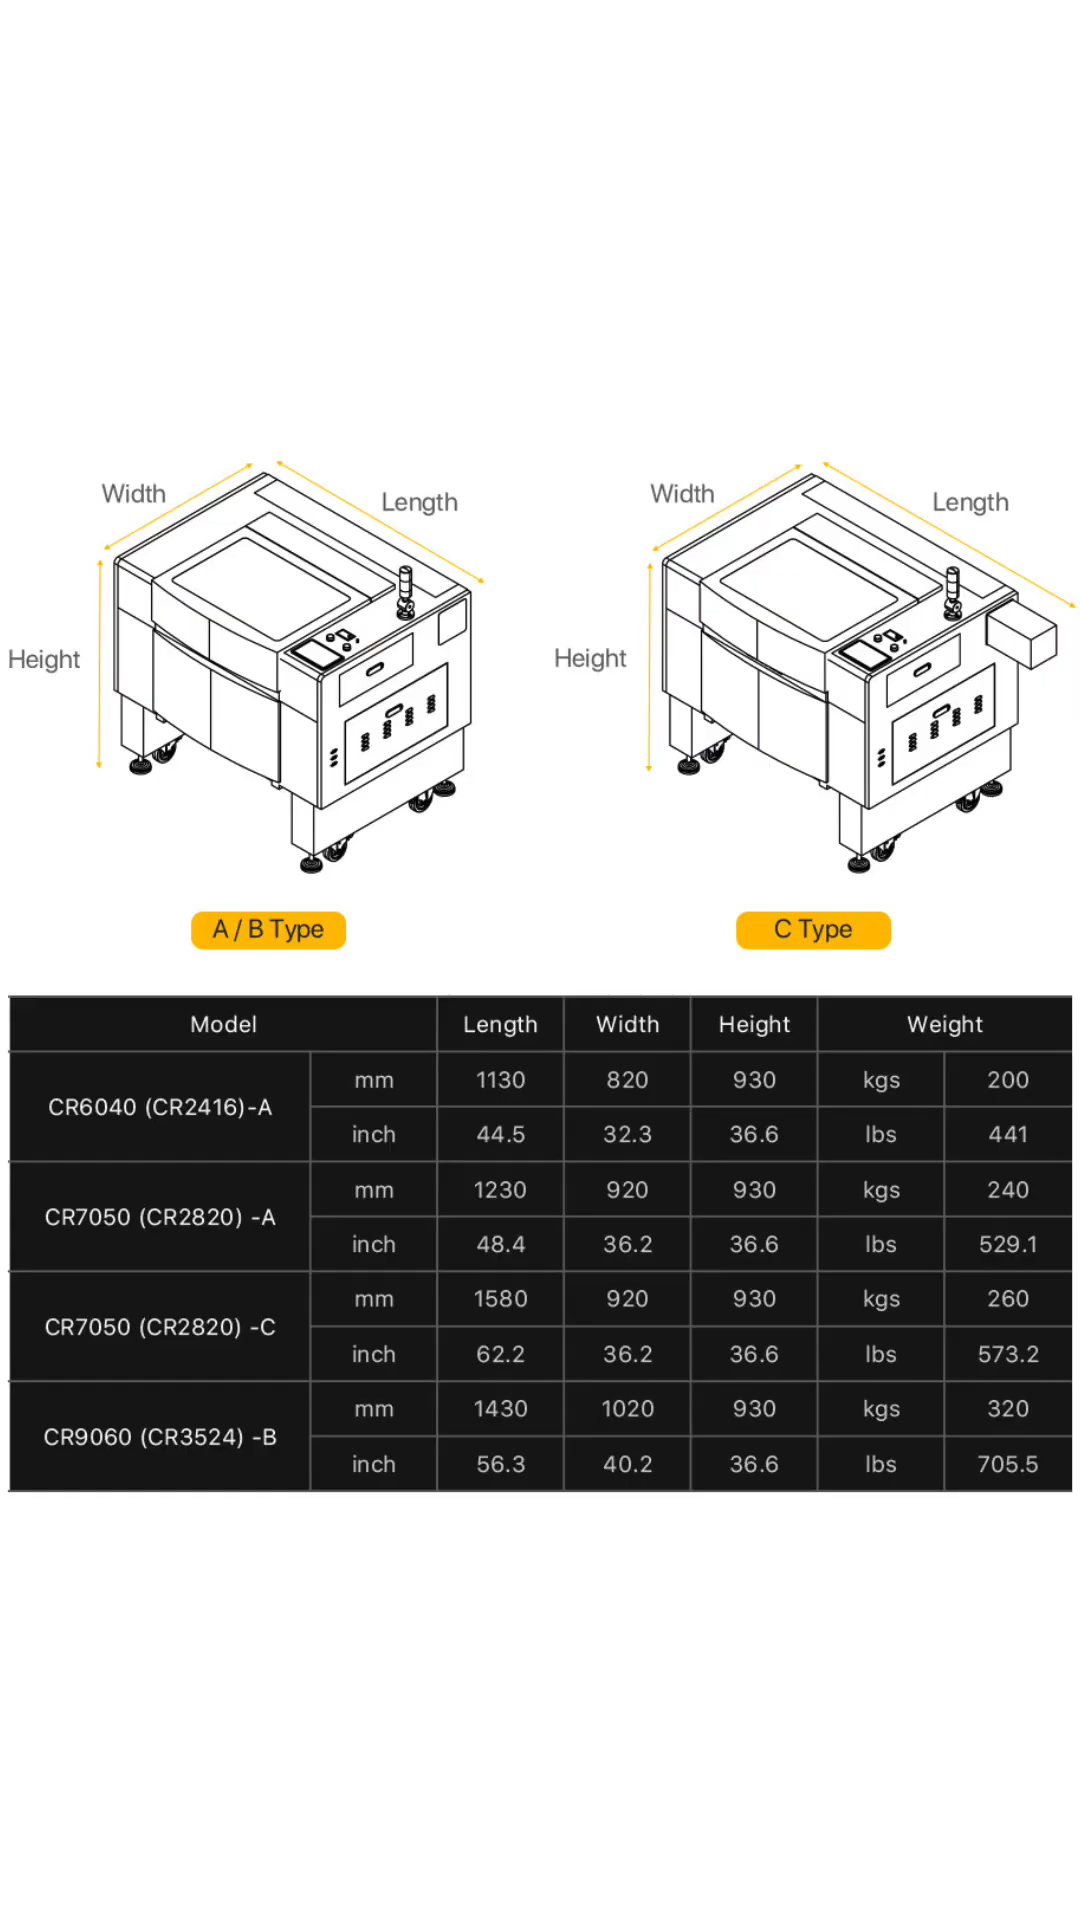 Width
Length
Height
Width
Length
Height
A / B Type
C Type
Model Length Width Height Weight
CR6040 (CR2416)-A
mm 1130 820 930 kgs 200
inch 44.5 32.3 36.6 lbs 441
CR7050 (CR2820) -A
mm 1230 920 930 kgs 240
inch 48.4 36.2 36.6 lbs 529.1
CR7050 (CR2820) -C
mm 1580 920 930 kgs 260
inch 62.2 36.2 36.6 lbs 573.2
CR9060 (CR3524) -B
mm 1430 1020 930 kgs 320
inch 56.3 40.2 36.6 lbs 705.5